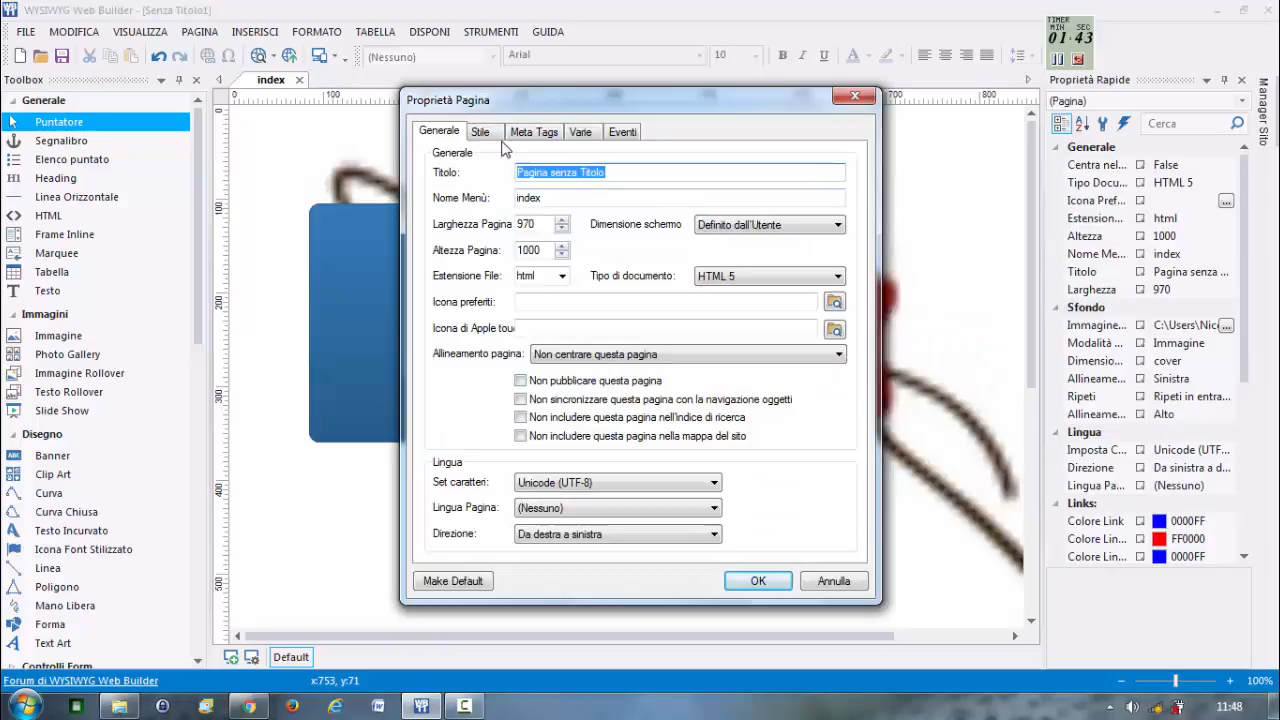 WYSIWYG Web Builder - [Senza Titolo1]
FILE MODIFICA VISUALIZZA PAGINA INSERISCI FORMATO TABELLA DISPONI STRUMENTI GUIDA
TIMER
MIN SEC
01:43
(Nessuno) Arial 10 B I U A
Toolbox
index
Proprietà Rapide
Manager Sito
0 100 700 800
0 100 200 300 400 500
Generale
Puntatore
Segnalibro
Elenco puntato
H1 Heading
Linea Orizzontale
HTML
Frame Inline
Marquee
Tabella
T Testo
Immagini
Immagine
Photo Gallery
Immagine Rollover
Testo Rollover
Slide Show
Disegno
Banner
Clip Art
Curva
Curva Chiusa
Testo Incurvato
Icona Font Stilizzato
Linea
Poligono
Mano Libera
Forma
Text Art
Controlli Form
Proprietà Pagina
Generale Stile Meta Tags Varie Eventi
Generale
Titolo: Pagina senza Titolo
Nome Menù: index
Larghezza Pagina 970 Dimensione schermo Definito dall'Utente
Altezza Pagina: 1000
Estensione File: html Tipo di documento: HTML 5
Icona preferiti:
Icona di Apple touc
Allineamento pagina: Non centrare questa pagina
Non pubblicare questa pagina
Non sincronizzare questa pagina con la navigazione oggetti
Non includere questa pagina nell'indice di ricerca
Non includere questa pagina nella mappa del sito
Lingua
Set caratteri: Unicode (UTF-8)
Lingua Pagina: (Nessuno)
Direzione: Da destra a sinistra
Make Default OK Annulla
(Pagina)
Cerca
Generale
Centra nel... False
Tipo Docu... HTML 5
Icona Pref... ...
Estension... html
Altezza 1000
Nome Me... index
Titolo Pagina senza ...
Larghezza 970
Sfondo
Immagine... C:\Users\Nic ...
Modalità ... Immagine
Dimensio... cover
Allineame... Sinistra
Ripeti Ripeti in entra...
Allineame... Alto
Lingua
Imposta C... Unicode (UTF...
Direzione Da sinistra a d...
Lingua Pa... (Nessuno)
Links:
Colore Link 0000FF
Colore Lin... FF0000
Colore Lin... 0000FF
Default
Forum di WYSIWYG Web Builder x:753, y:71 100%
11:48